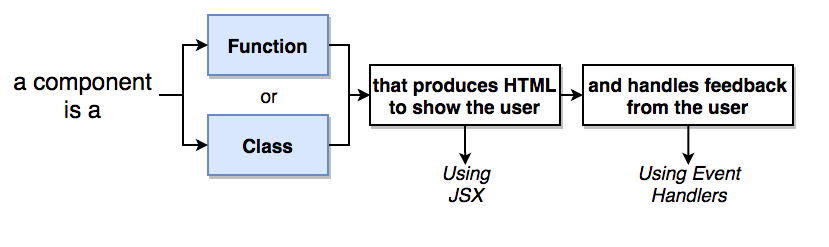 a component
is a
Function
or
Class
that produces HTML
to show the user
and handles feedback
from the user
Using
JSX
Using Event
Handlers